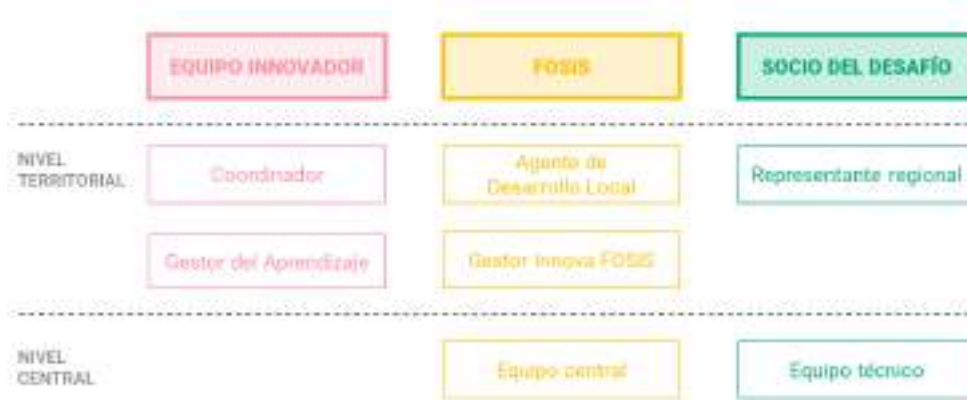 EQUIPO INNOVADOR
FOSIS
SOCIO DEL DESAFÍO
NIVEL
TERRITORIAL
Coordinador
Agente de
Desarrollo Local
Representante regional
Gestor del Aprendizaje
Gestor Innova FOSIS
NIVEL
CENTRAL
Equipo central
Equipo técnico